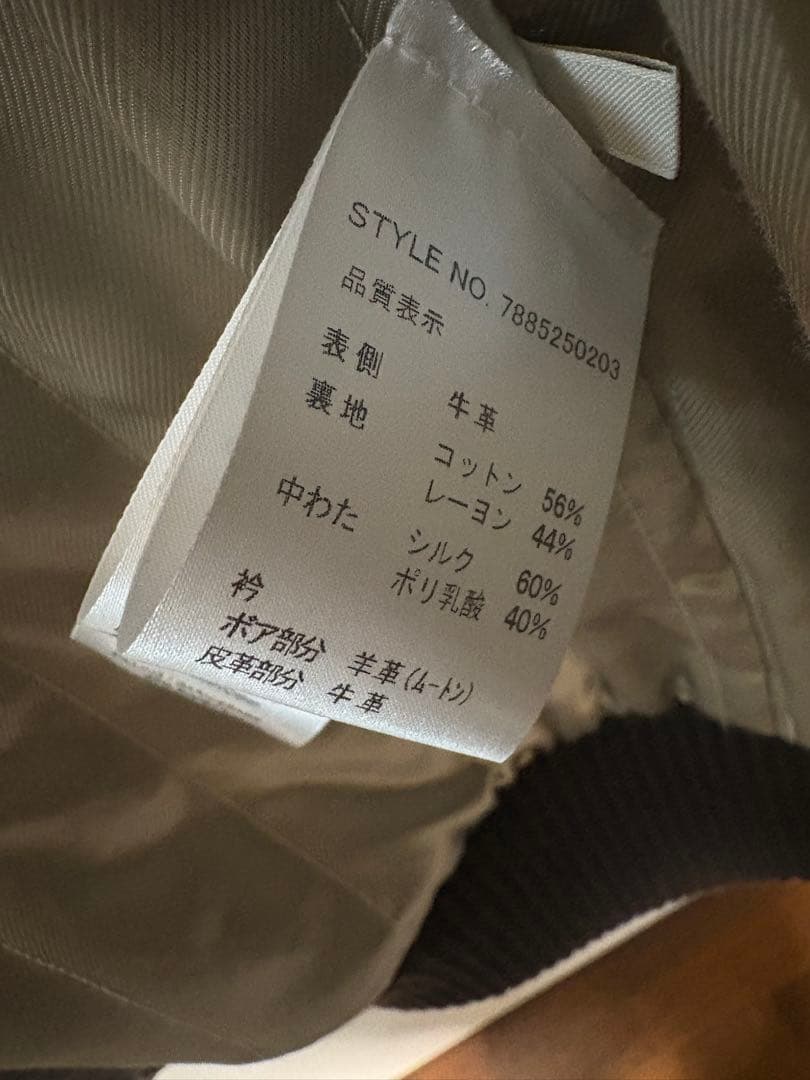 STYLE NO. 7885250203
品質表示
表側 牛革
裏地 コットン 56%
レーヨン 44%
中わた シルク 60%
ポリ乳酸 40%
衿
ボア部分 羊革(ムートン)
皮革部分 牛革